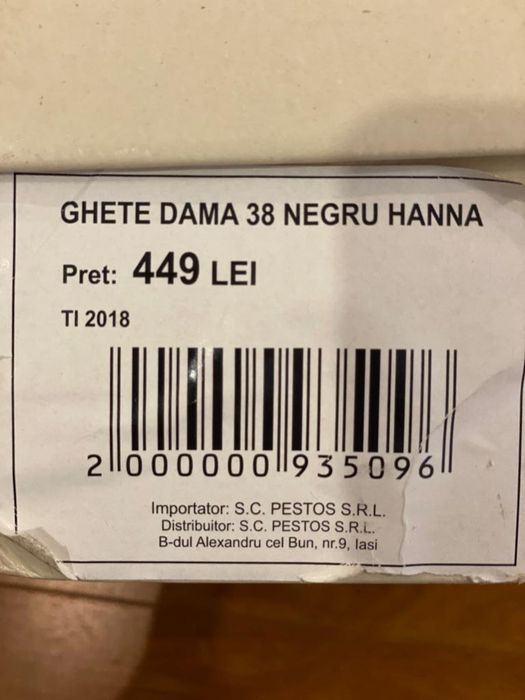 GHETE DAMA 38 NEGRU HANNA
Pret: 449 LEI
TI 2018
2 000000 935096
Importator: S.C. PESTOS S.R.L.
Distribuitor: S.C. PESTOS S.R.L.
B-dul Alexandru cel Bun, nr.9, Iasi